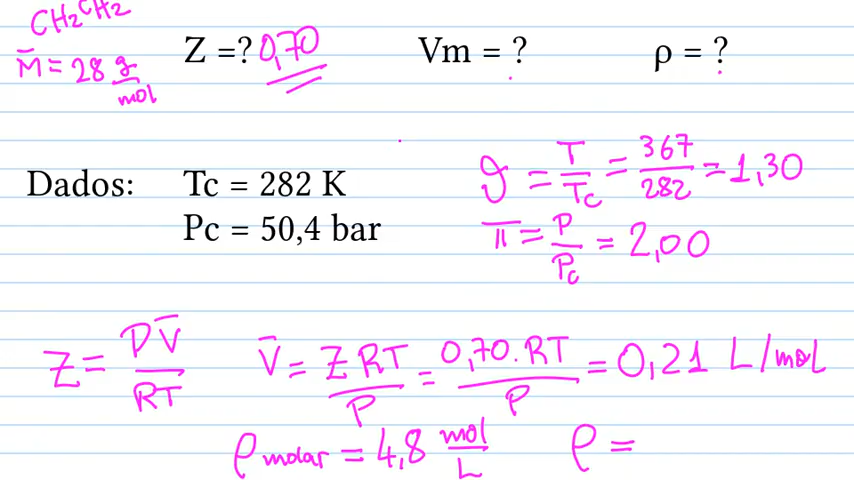 CH2CH2
M̄ = 28 g/mol
Z =? 0,70 Vm = ? ρ = ?
Dados: Tc = 282 K
Pc = 50,4 bar
ϑ = T/Tc = 367/282 = 1,30
π = P/Pc = 2,00
Z = PV̄/RT V̄ = ZRT/P = 0,70.RT/P = 0,21 L/mol
ρ molar = 4,8 mol/L ρ =